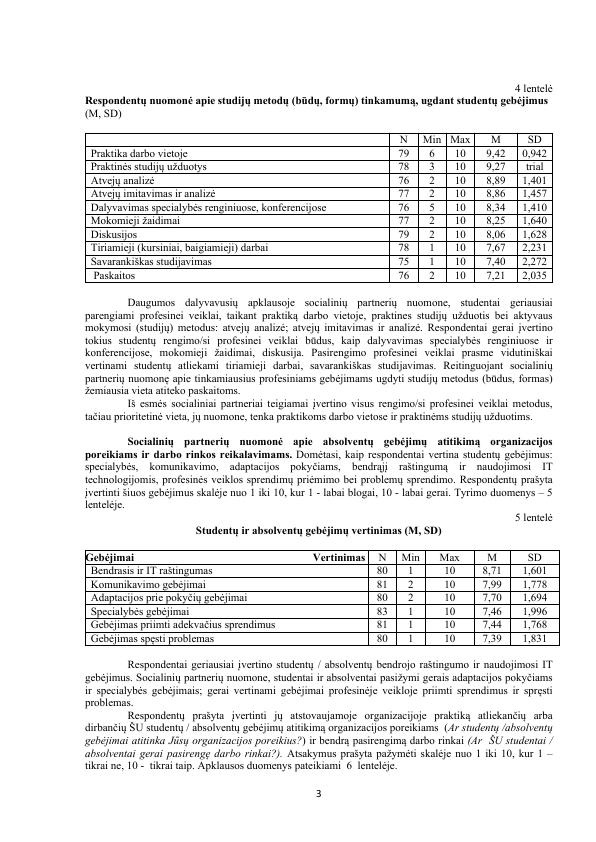 4 lentelė
Respondentų nuomonė apie studijų metodų (būdų, formų) tinkamumą, ugdant studentų gebėjimus
(M, SD)
N Min Max M SD
Praktika darbo vietoje 79 6 10 9,42 0,942
Praktinės studijų užduotys 78 3 10 9,27 trial
Atvejų analizė 76 2 10 8,89 1,401
Atvejų imitavimas ir analizė 77 2 10 8,86 1,457
Dalyvavimas specialybės renginiuose, konferencijose 76 5 10 8,34 1,410
Mokomieji žaidimai 77 2 10 8,25 1,640
Diskusijos 79 2 10 8,06 1,628
Tiriamieji (kursiniai, baigiamieji) darbai 78 1 10 7,67 2,231
Savarankiškas studijavimas 75 1 10 7,40 2,272
Paskaitos 76 2 10 7,21 2,035
Daugumos dalyvavusių apklausoje socialinių partnerių nuomone, studentai geriausiai
parengiami profesinei veiklai, taikant praktiką darbo vietoje, praktines studijų užduotis bei aktyvaus
mokymosi (studijų) metodus: atvejų analizę; atvejų imitavimas ir analizė. Respondentai gerai įvertino
tokius studentų rengimo/si profesinei veiklai būdus, kaip dalyvavimas specialybės renginiuose ir
konferencijose, mokomieji žaidimai, diskusija. Pasirengimo profesinei veiklai prasme vidutiniškai
vertinami studentų atliekami tiriamieji darbai, savarankiškas studijavimas. Reitinguojant socialinių
partnerių nuomonę apie tinkamiausius profesiniams gebėjimams ugdyti studijų metodus (būdus, formas)
žemiausia vieta atiteko paskaitoms.
Iš esmės socialiniai partneriai teigiamai įvertino visus rengimo/si profesinei veiklai metodus,
tačiau prioritetinė vieta, jų nuomone, tenka praktikoms darbo vietose ir praktinėms studijų užduotims.
Socialinių partnerių nuomonė apie absolventų gebėjimų atitikimą organizacijos
poreikiams ir darbo rinkos reikalavimams. Domėtasi, kaip respondentai vertina studentų gebėjimus:
specialybės, komunikavimo, adaptacijos pokyčiams, bendrąjį raštingumą ir naudojimosi IT
technologijomis, profesinės veiklos sprendimų priėmimo bei problemų sprendimo. Respondentų prašyta
įvertinti šiuos gebėjimus skalėje nuo 1 iki 10, kur 1 - labai blogai, 10 - labai gerai. Tyrimo duomenys – 5
lentelėje.
5 lentelė
Studentų ir absolventų gebėjimų vertinimas (M, SD)
Gebėjimai Vertinimas N Min Max M SD
Bendrasis ir IT raštingumas 80 1 10 8,71 1,601
Komunikavimo gebėjimai 81 2 10 7,99 1,778
Adaptacijos prie pokyčių gebėjimai 80 2 10 7,70 1,694
Specialybės gebėjimai 83 1 10 7,46 1,996
Gebėjimas priimti adekvačius sprendimus 81 1 10 7,44 1,768
Gebėjimas spęsti problemas 80 1 10 7,39 1,831
Respondentai geriausiai įvertino studentų / absolventų bendrojo raštingumo ir naudojimosi IT
gebėjimus. Socialinių partnerių nuomone, studentai ir absolventai pasižymi gerais adaptacijos pokyčiams
ir specialybės gebėjimais; gerai vertinami gebėjimai profesinėje veikloje priimti sprendimus ir spręsti
problemas.
Respondentų prašyta įvertinti jų atstovaujamoje organizacijoje praktiką atliekančių arba
dirbančių ŠU studentų / absolventų gebėjimų atitikimą organizacijos poreikiams (Ar studentų /absolventų
gebėjimai atitinka Jūsų organizacijos poreikius?) ir bendrą pasirengimą darbo rinkai (Ar ŠU studentai /
absolventai gerai pasirengę darbo rinkai?). Atsakymus prašyta pažymėti skalėje nuo 1 iki 10, kur 1 –
tikrai ne, 10 - tikrai taip. Apklausos duomenys pateikiami 6 lentelėje.
3